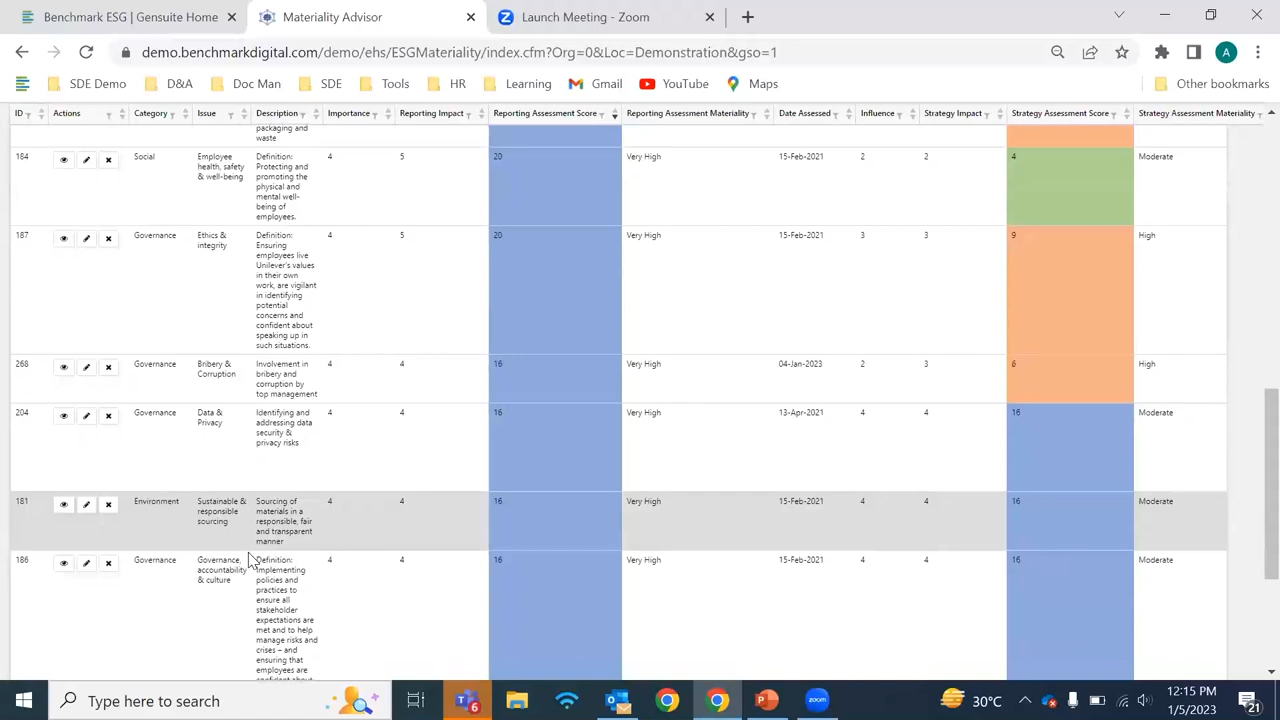 Benchmark ESG | Gensuite Home
Materiality Advisor
Launch Meeting - Zoom
demo.benchmarkdigital.com/demo/ehs/ESGMateriality/index.cfm?Org=0&Loc=Demonstration&gso=1
A
SDE Demo D&A Doc Man SDE Tools HR Learning Gmail YouTube Maps Other bookmarks
ID Actions Category Issue Description Importance Reporting Impact Reporting Assessment Score Reporting Assessment Materiality Date Assessed Influence Strategy Impact Strategy Assessment Score Strategy Assessment Materiality
packaging and
waste
184 Social Employee Definition: 4 5 20 Very High 15-Feb-2021 2 2 4 Moderate
health, safety Protecting and
& well-being promoting the
physical and
mental well-
being of
employees.
187 Governance Ethics & Definition: 4 5 20 Very High 15-Feb-2021 3 3 9 High
integrity Ensuring
employees live
Unilever's values
in their own
work, are vigilant
in identifying
potential
concerns and
confident about
speaking up in
such situations.
268 Governance Bribery & Involvement in 4 4 16 Very High 04-Jan-2023 2 3 6 High
Corruption bribery and
corruption by
top management
204 Governance Data & Identifying and 4 4 16 Very High 13-Apr-2021 4 4 16 Moderate
Privacy addressing data
security &
privacy risks
181 Environment Sustainable & Sourcing of 4 4 16 Very High 15-Feb-2021 4 4 16 Moderate
responsible materials in a
sourcing responsible, fair
and transparent
manner
186 Governance Governance, Definition: 4 4 16 Very High 15-Feb-2021 4 4 16 Moderate
accountability Implementing
& culture policies and
practices to
ensure all
stakeholder
expectations are
met and to help
manage risks and
crises – and
ensuring that
employees are
confident about
Type here to search
6
30°C
12:15 PM
1/5/2023
21